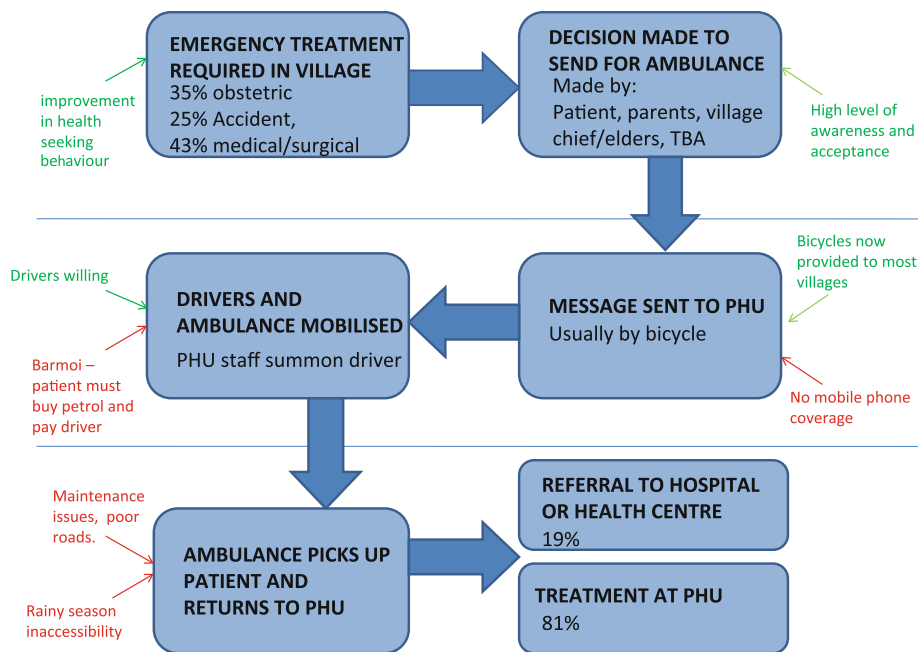 EMERGENCY TREATMENT
REQUIRED IN VILLAGE
35% obstetric
25% Accident,
43% medical/surgical
improvement
in health
seeking
behaviour
DECISION MADE TO
SEND FOR AMBULANCE
Made by:
Patient, parents, village
chief/elders, TBA
High level of
awareness and
acceptance
Drivers willing
DRIVERS AND
AMBULANCE MOBILISED
PHU staff summon driver
Barmoi –
patient must
buy petrol and
pay driver
MESSAGE SENT TO PHU
Usually by bicycle
Bicycles now
provided to most
villages
No mobile phone
coverage
Maintenance
issues, poor
roads.
Rainy season
inaccessibility
AMBULANCE PICKS UP
PATIENT AND
RETURNS TO PHU
REFERRAL TO HOSPITAL
OR HEALTH CENTRE
19%
TREATMENT AT PHU
81%